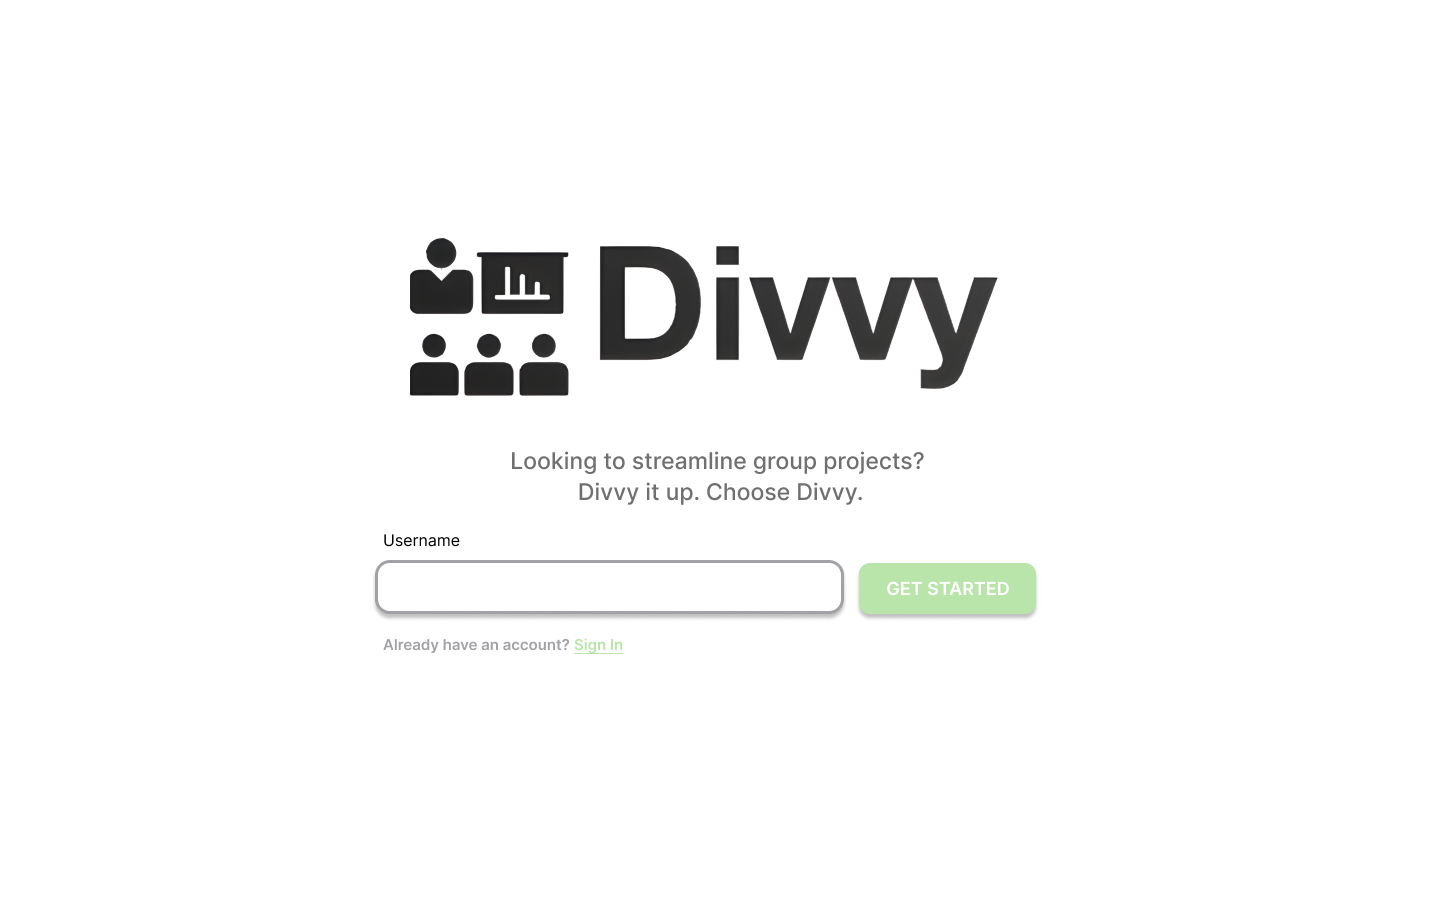 Divvy
Looking to streamline group projects?
Divvy it up. Choose Divvy.
Username
GET STARTED
Already have an account? Sign In